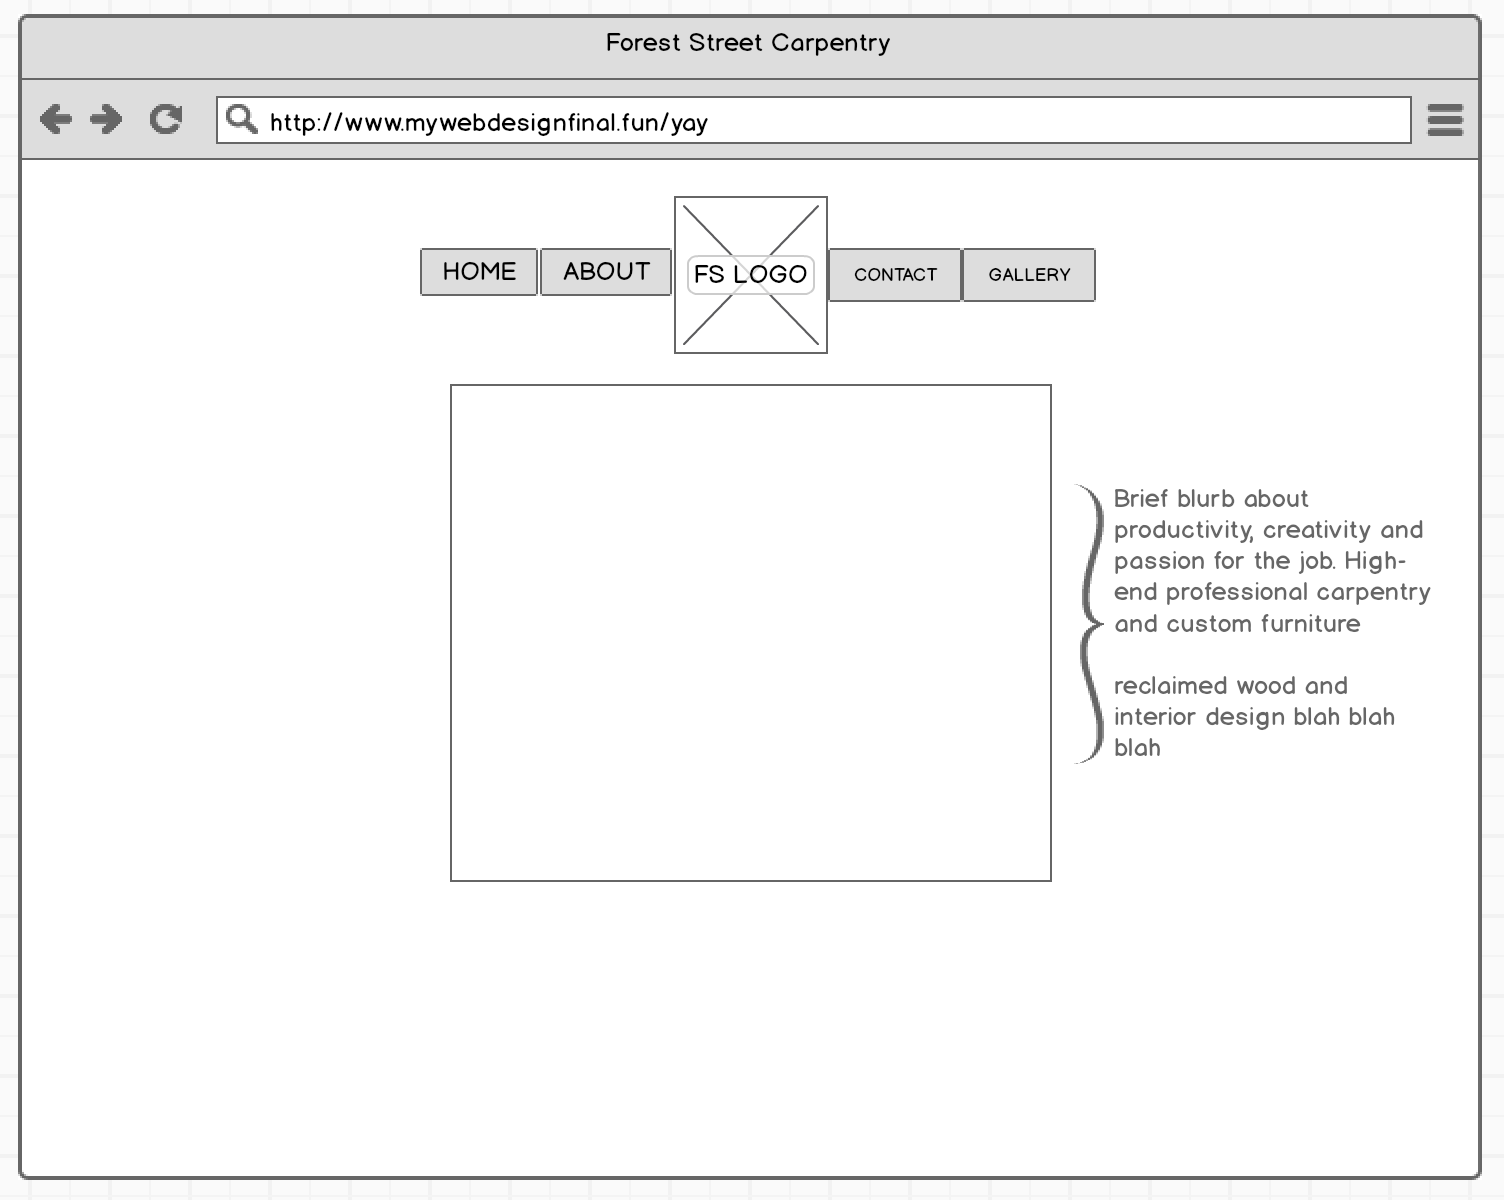 Forest Street Carpentry
http://www.mywebdesignfinal.fun/yay
HOME ABOUT FS LOGO CONTACT GALLERY
Brief blurb about
productivity, creativity and
passion for the job. High-
end professional carpentry
and custom furniture
reclaimed wood and
interior design blah blah
blah